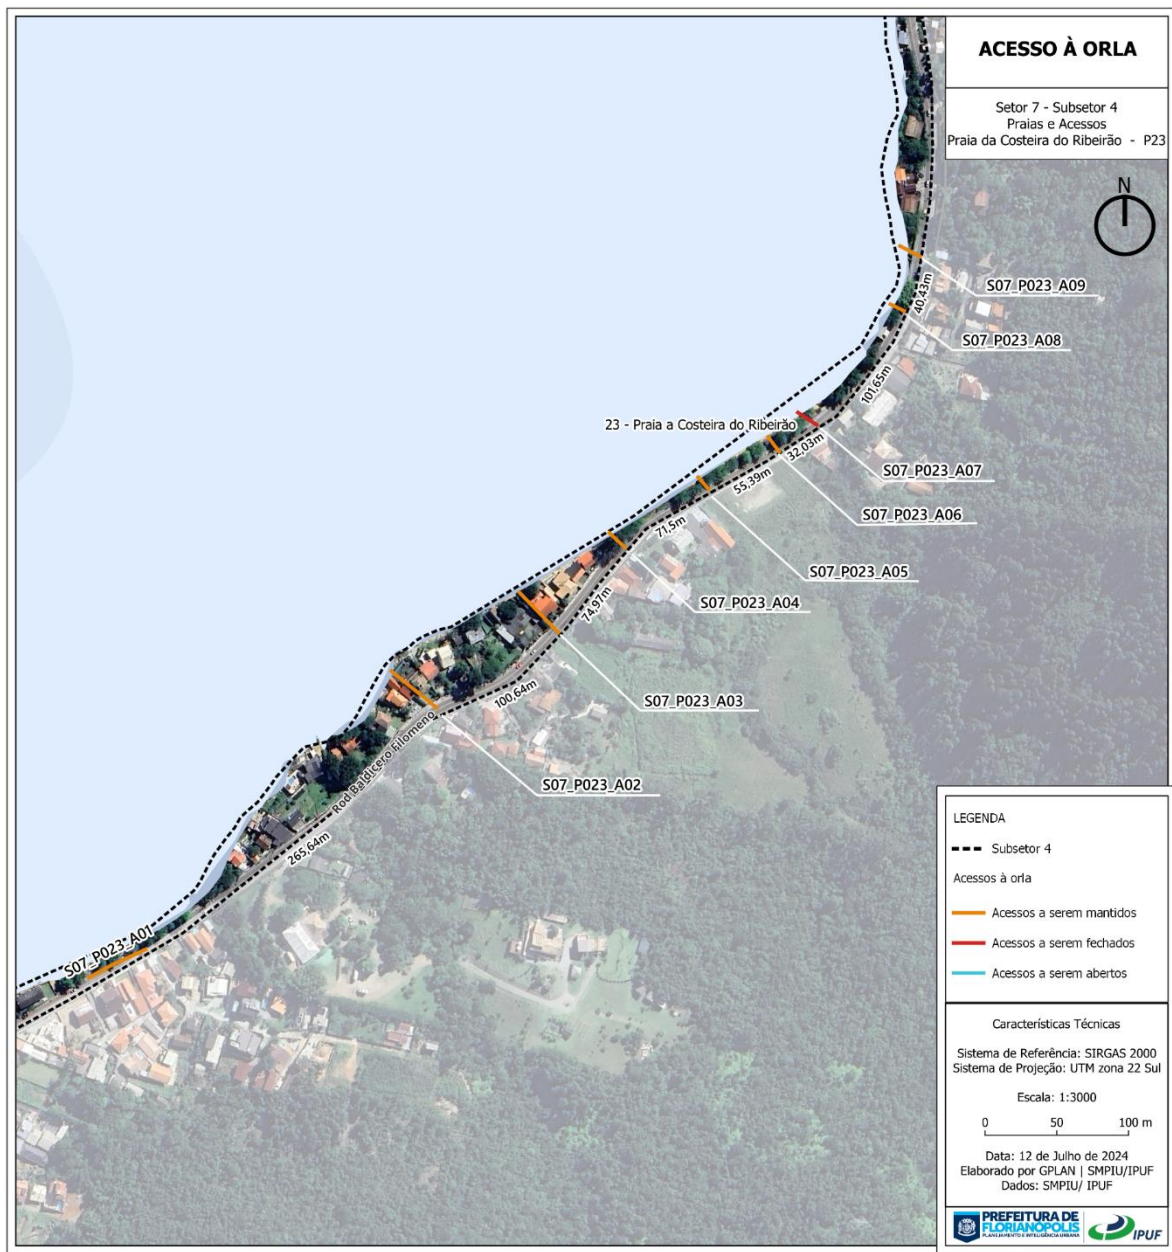 ACESSO À ORLA
Setor 7 - Subsetor 4
Praias e Acessos
Praia da Costeira do Ribeirão - P23
N
S07_P023_A09
40,43m
S07_P023_A08
101,65m
23 - Praia a Costeira do Ribeirão
32,03m
S07_P023_A07
55,39m
S07_P023_A06
71,5m
S07_P023_A05
74,97m
S07_P023_A04
100,64m
S07_P023_A03
Rod Baldicero Filomeno
S07_P023_A02
265,64m
S07_P023_A01
LEGENDA
Subsetor 4
Acessos à orla
Acessos a serem mantidos
Acessos a serem fechados
Acessos a serem abertos
Características Técnicas
Sistema de Referência: SIRGAS 2000
Sistema de Projeção: UTM zona 22 Sul
Escala: 1:3000
0 50 100 m
Data: 12 de Julho de 2024
Elaborado por GPLAN | SMPIU/IPUF
Dados: SMPIU/ IPUF
PREFEITURA DE
FLORIANÓPOLIS
PLANEJAMENTO E INTELIGÊNCIA URBANA
IPUF